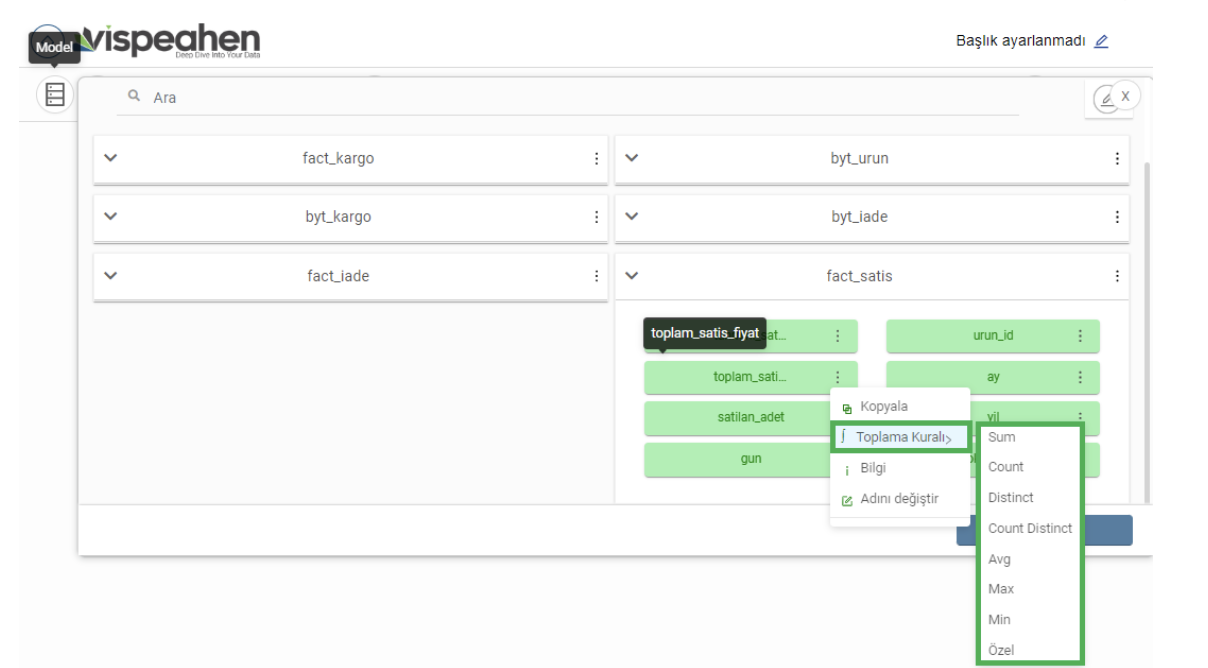 Model
vispeahen
Deep Dive Into Your Data
Başlık ayarlanmadı
Ara
X
fact_kargo
byt_urun
byt_kargo
byt_iade
fact_iade
fact_satis
toplam_satis_fiyat
sat...
urun_id
toplam_sati...
ay
satilan_adet
yil
gun
Kopyala
Toplama Kuralı
Bilgi
Adını değiştir
Sum
Count
Distinct
Count Distinct
Avg
Max
Min
Özel